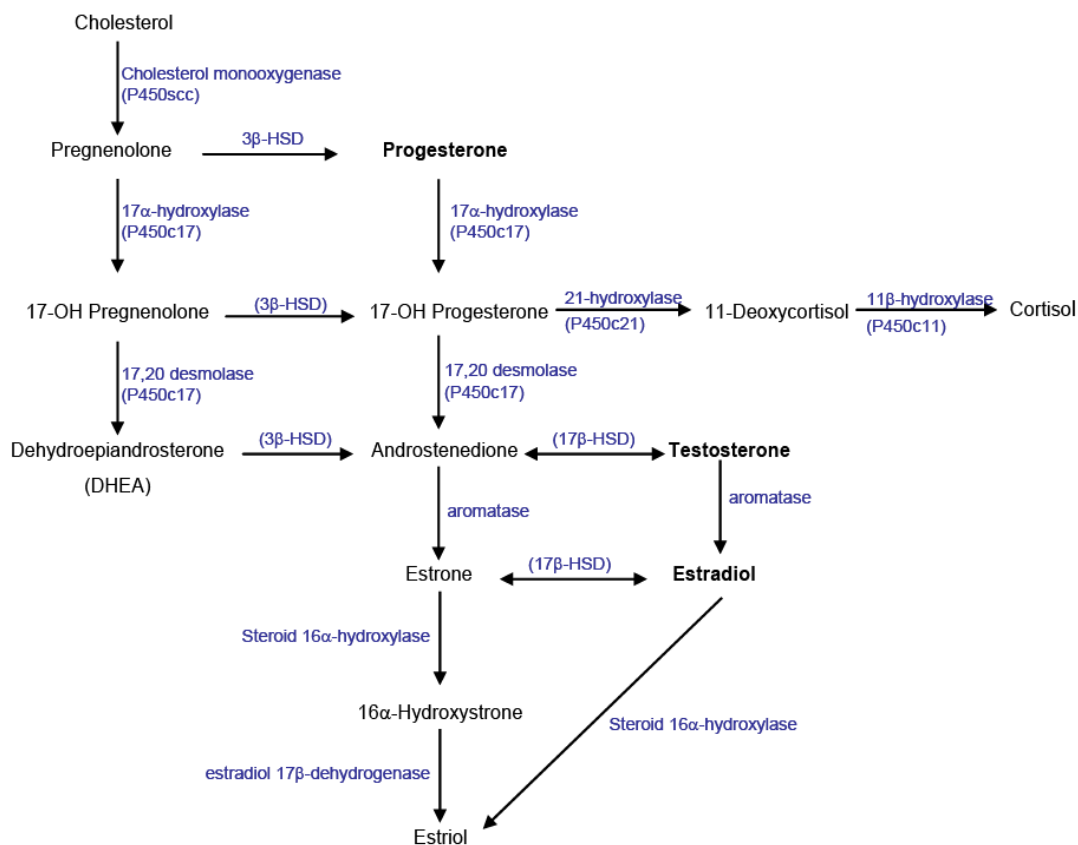 Cholesterol
Cholesterol monooxygenase
(P450scc)
Pregnenolone
3β-HSD
Progesterone
17α-hydroxylase
(P450c17)
17α-hydroxylase
(P450c17)
17-OH Pregnenolone
(3β-HSD)
17-OH Progesterone
21-hydroxylase
(P450c21)
11-Deoxycortisol
11β-hydroxylase
(P450c11)
Cortisol
17,20 desmolase
(P450c17)
17,20 desmolase
(P450c17)
Dehydroepiandrosterone
(DHEA)
(3β-HSD)
Androstenedione
(17β-HSD)
Testosterone
aromatase
aromatase
Estrone
(17β-HSD)
Estradiol
Steroid 16α-hydroxylase
16α-Hydroxystrone
Steroid 16α-hydroxylase
estradiol 17β-dehydrogenase
Estriol